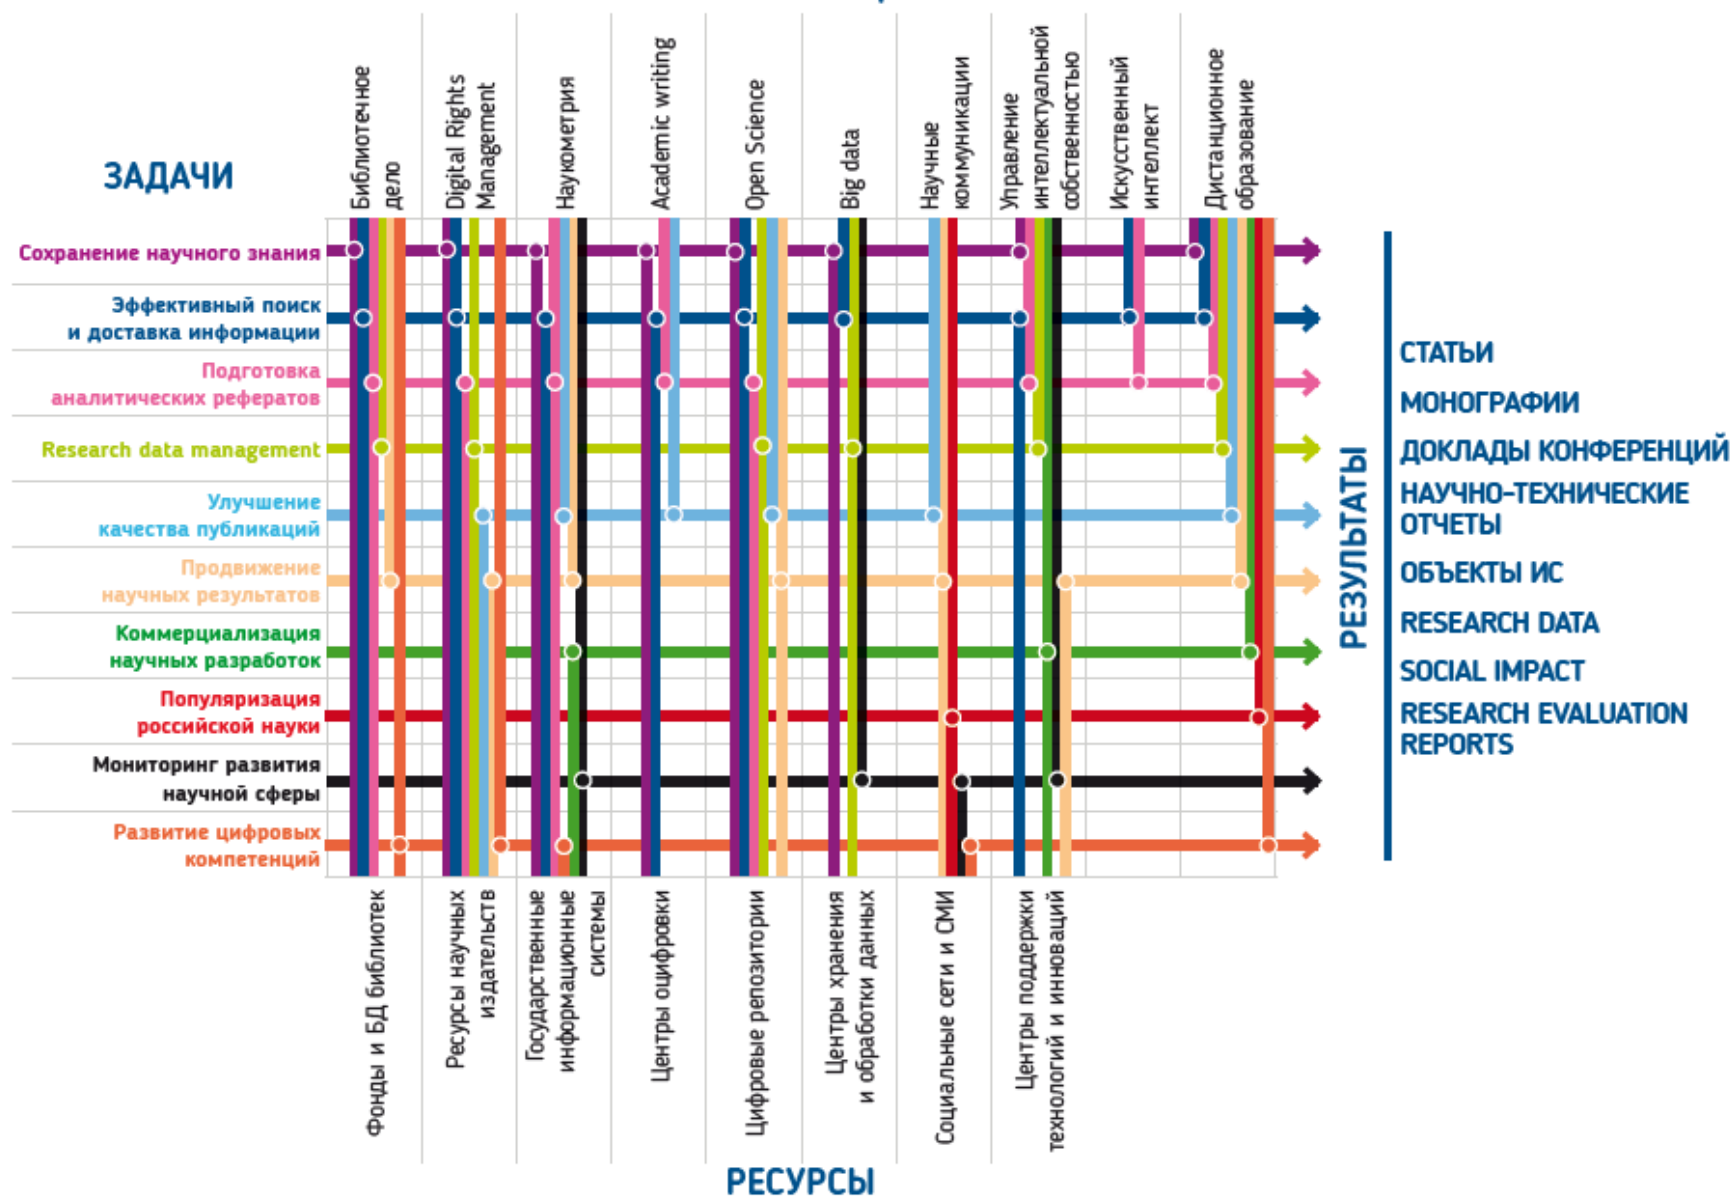 Библиотечное
дело
Digital Rights
Management
Наукометрия
Academic writing
Open Science
Big data
Научные
коммуникации
Управление
интеллектуальной
собственностью
Искусственный
интеллект
Дистанционное
образование
ЗАДАЧИ
Сохранение научного знания
Эффективный поиск
и доставка информации
Подготовка
аналитических рефератов
Research data management
Улучшение
качества публикаций
Продвижение
научных результатов
Коммерциализация
научных разработок
Популяризация
российской науки
Мониторинг развития
научной сферы
Развитие цифровых
компетенций
РЕЗУЛЬТАТЫ
СТАТЬИ
МОНОГРАФИИ
ДОКЛАДЫ КОНФЕРЕНЦИЙ
НАУЧНО-ТЕХНИЧЕСКИЕ
ОТЧЕТЫ
ОБЪЕКТЫ ИС
RESEARCH DATA
SOCIAL IMPACT
RESEARCH EVALUATION
REPORTS
Фонды и БД библиотек
Ресурсы научных
издательств
Государственные
информационные
системы
Центры оцифровки
Цифровые репозитории
Центры хранения
и обработки данных
Социальные сети и СМИ
Центры поддержки
технологий и инноваций
РЕСУРСЫ